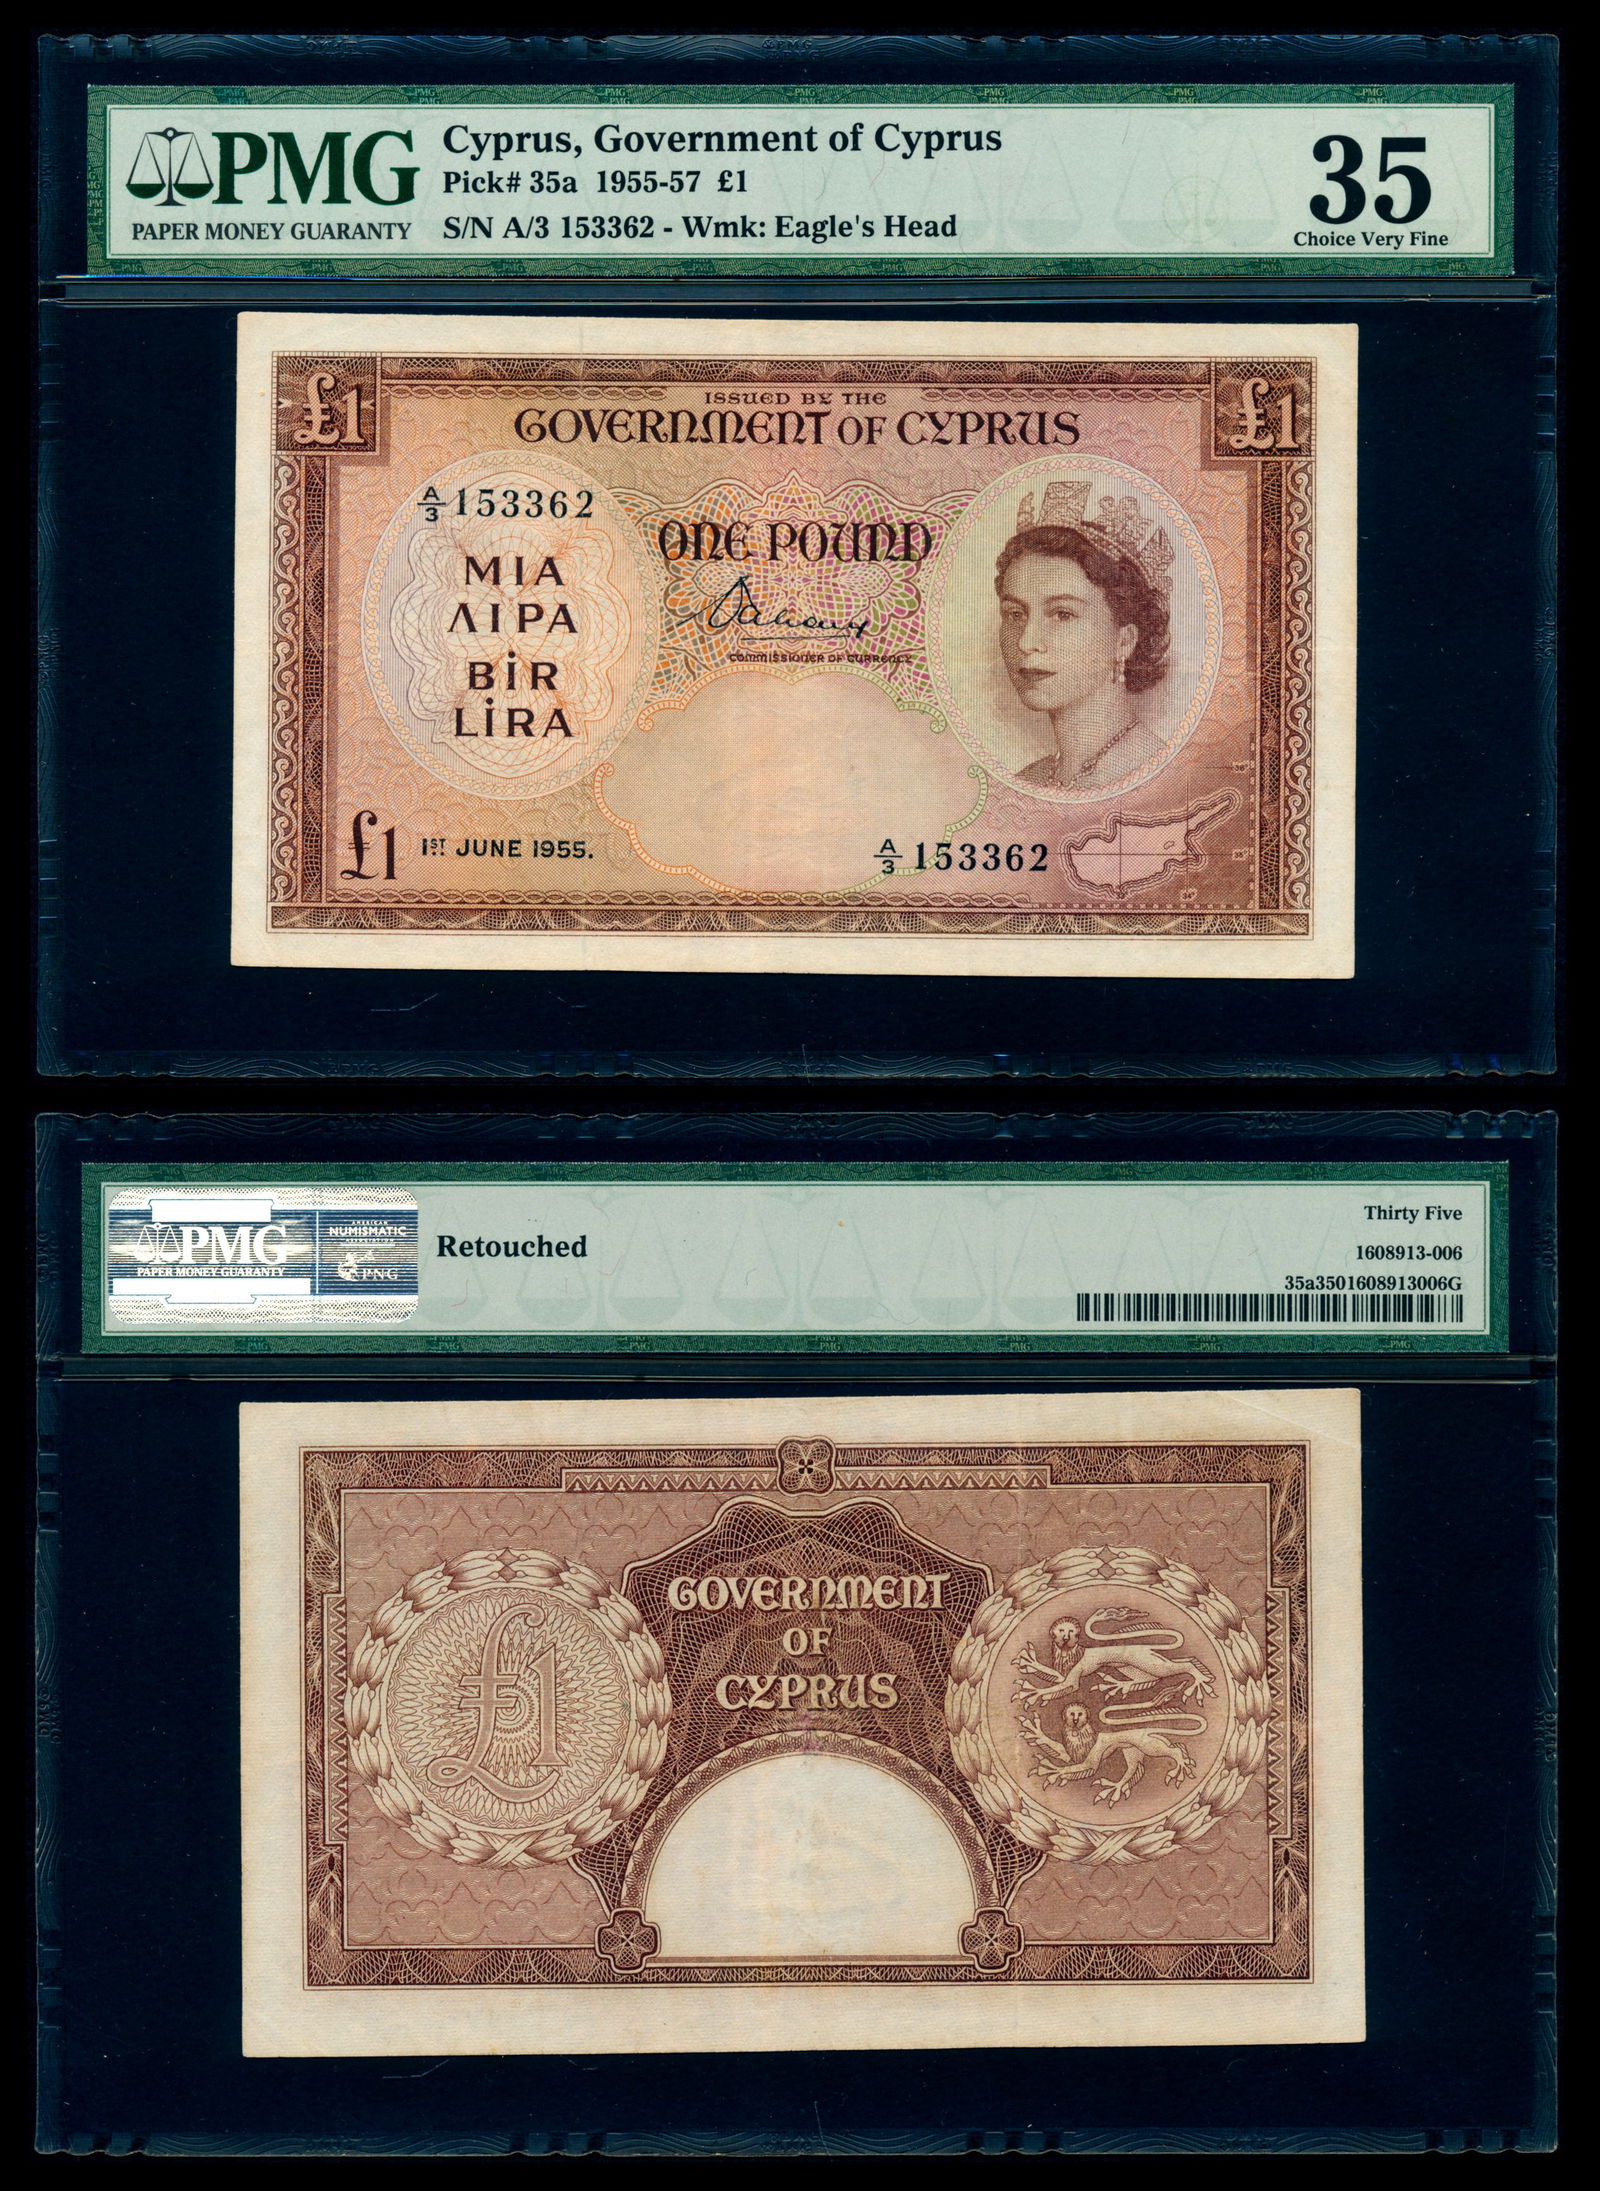 PMG
PAPER MONEY GUARANTY
Cyprus, Government of Cyprus
Pick# 35a 1955-57 £1
S/N A/3 153362 - Wmk: Eagle's Head
35
Choice Very Fine
£1
£1
ISSUED BY THE
GOVERNMENT OF CYPRUS
A/3 153362
ONE POUND
ΜΙΑ
ΛΙΡΑ
BİR
LİRA
COMMISSIONER OF CURRENCY
£1
1ST JUNE 1955.
A/3 153362
PMG
PAPER MONEY GUARANTY
AMERICAN
NUMISMATIC
ASSOCIATION
PNG
Retouched
Thirty Five
1608913-006
35a3501608913006G
GOVERNMENT
OF
CYPRUS
£1